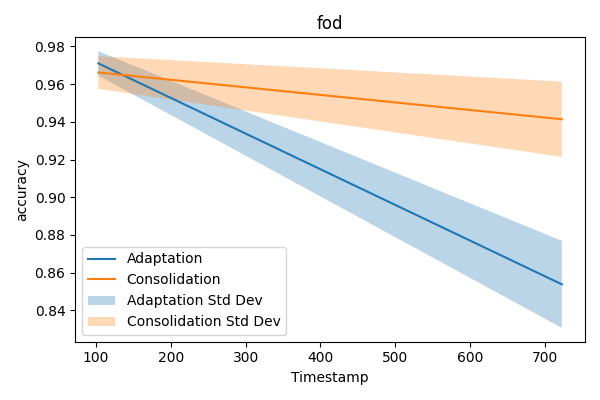 fod
0.98
0.96
0.94
0.92
0.90
0.88
0.86
0.84
accuracy
Adaptation
Consolidation
Adaptation Std Dev
Consolidation Std Dev
100 200 300 400 500 600 700
Timestamp